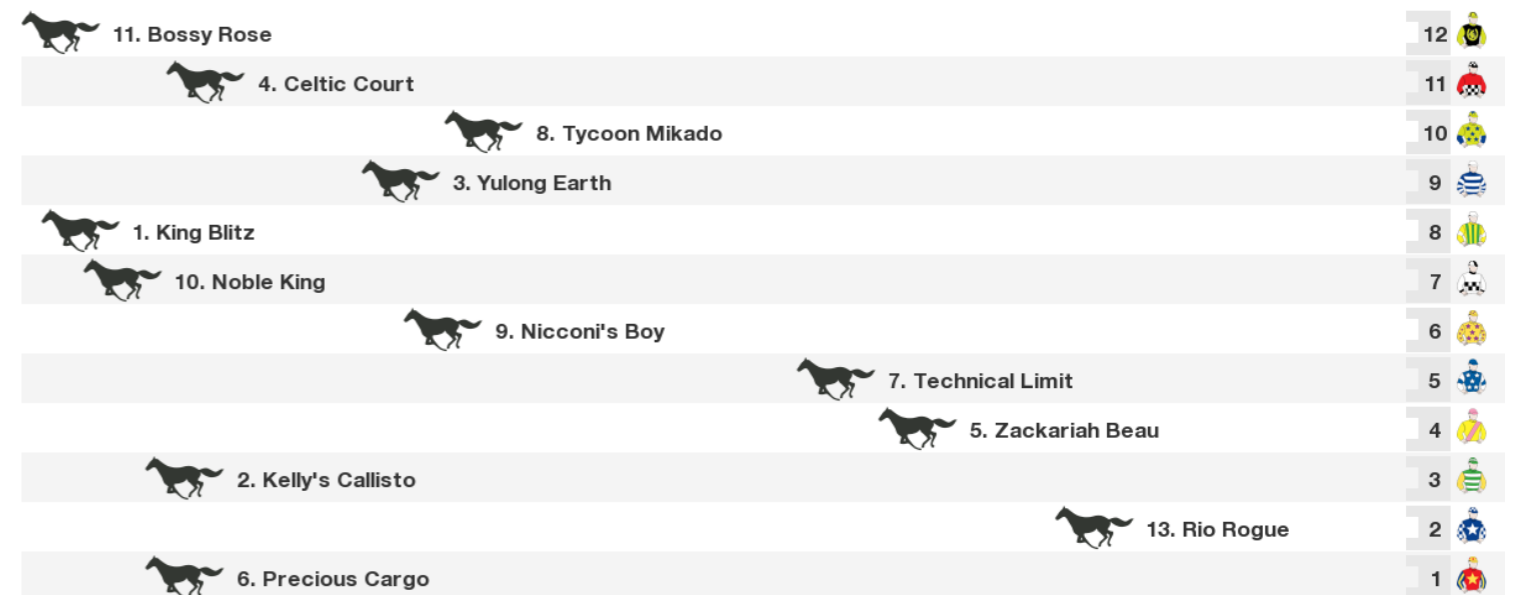 11. Bossy Rose 12
4. Celtic Court 11
8. Tycoon Mikado 10
3. Yulong Earth 9
1. King Blitz 8
10. Noble King 7
9. Nicconi's Boy 6
7. Technical Limit 5
5. Zackariah Beau 4
2. Kelly's Callisto 3
13. Rio Rogue 2
6. Precious Cargo 1